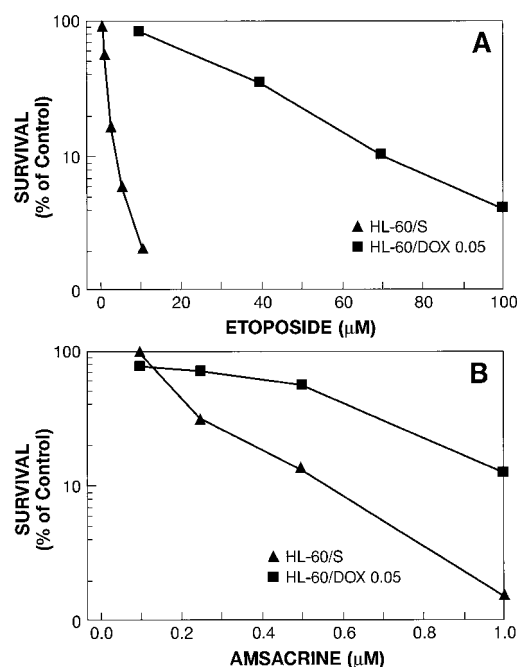 A
SURVIVAL
(% of Control)
100
10
0
▲ HL-60/S
■ HL-60/DOX 0.05
0 20 40 60 80 100
ETOPOSIDE (μM)
B
SURVIVAL
(% of Control)
100
10
0
▲ HL-60/S
■ HL-60/DOX 0.05
0.0 0.2 0.4 0.6 0.8 1.0
AMSACRINE (μM)